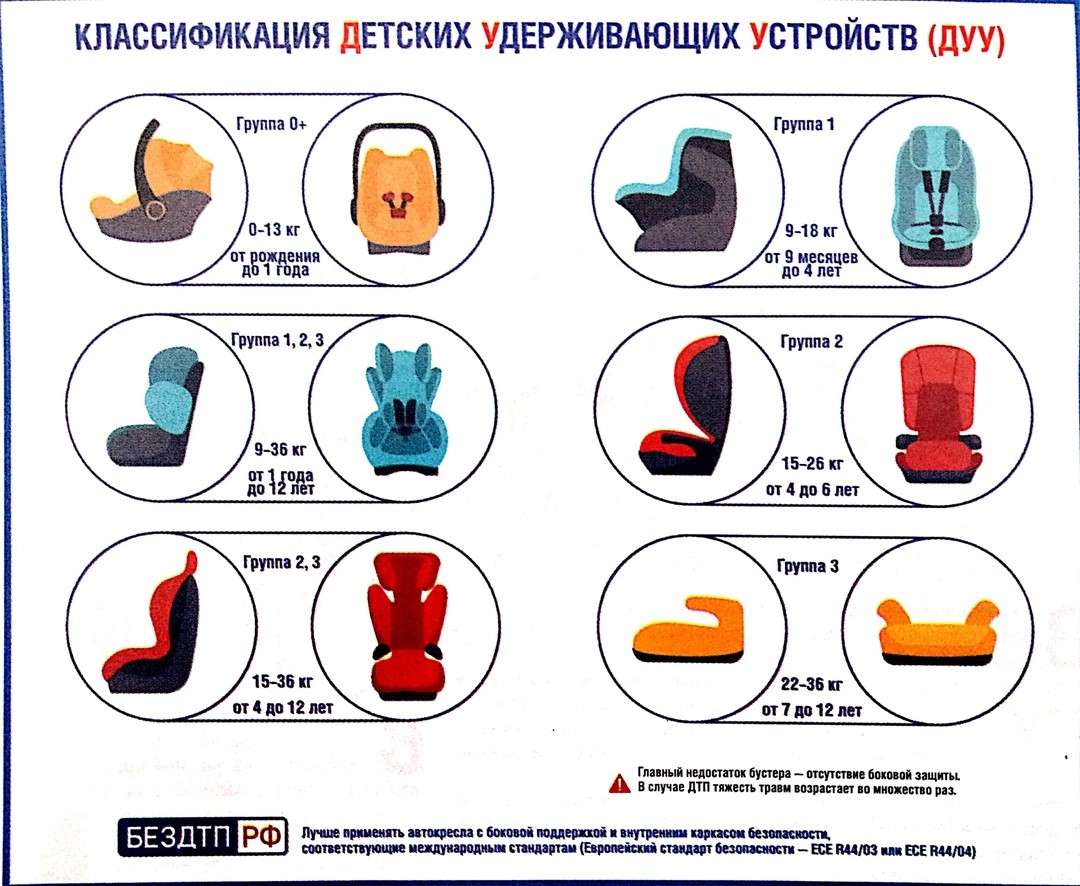 КЛАССИФИКАЦИЯ ДЕТСКИХ УДЕРЖИВАЮЩИХ УСТРОЙСТВ (ДУУ)
Группа 0+
0-13 кг
от рождения
до 1 года
Группа 1
9-18 кг
от 9 месяцев
до 4 лет
Группа 1, 2, 3
9-36 кг
от 1 года
до 12 лет
Группа 2
15-26 кг
от 4 до 6 лет
Группа 2, 3
15-36 кг
от 4 до 12 лет
Группа 3
22-36 кг
от 7 до 12 лет
Главный недостаток бустера — отсутствие боковой защиты.
В случае ДТП тяжесть травм возрастает во множество раз.
БЕЗДТП РФ
Лучше применять автокресла с боковой поддержкой и внутренним каркасом безопасности,
соответствующие международным стандартам (Европейский стандарт безопасности — ECE R44/03 или ECE R44/04)